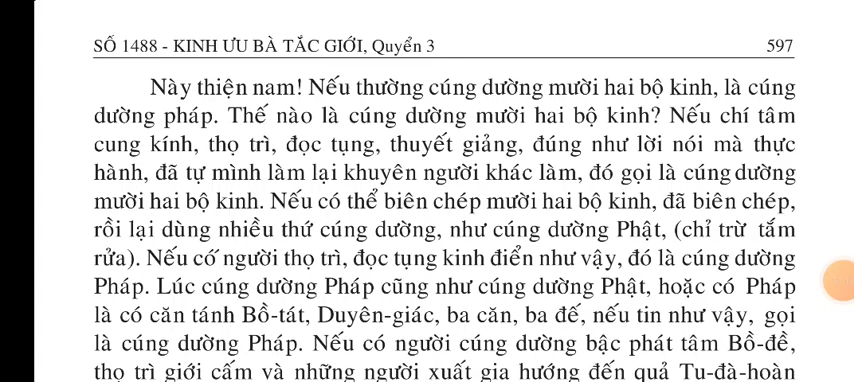 SỐ 1488 - KINH ƯU BÀ TẮC GIỚI, Quyển 3 597
Này thiện nam! Nếu thường cúng dường mười hai bộ kinh, là cúng
dường pháp. Thế nào là cúng dường mười hai bộ kinh? Nếu chí tâm
cung kính, thọ trì, đọc tụng, thuyết giảng, đúng như lời nói mà thực
hành, đã tự mình làm lại khuyên người khác làm, đó gọi là cúng dường
mười hai bộ kinh. Nếu có thể biên chép mười hai bộ kinh, đã biên chép,
rồi lại dùng nhiều thứ cúng dường, như cúng dường Phật, (chỉ trừ tắm
rửa). Nếu có người thọ trì, đọc tụng kinh điển như vậy, đó là cúng dường
Pháp. Lúc cúng dường Pháp cũng như cúng dường Phật, hoặc có Pháp
là có căn tánh Bồ-tát, Duyên-giác, ba căn, ba đế, nếu tin như vậy, gọi
là cúng dường Pháp. Nếu có người cúng dường bậc phát tâm Bồ-đề,
thọ trì giới cấm và những người xuất gia hướng đến quả Tu-đà-hoàn